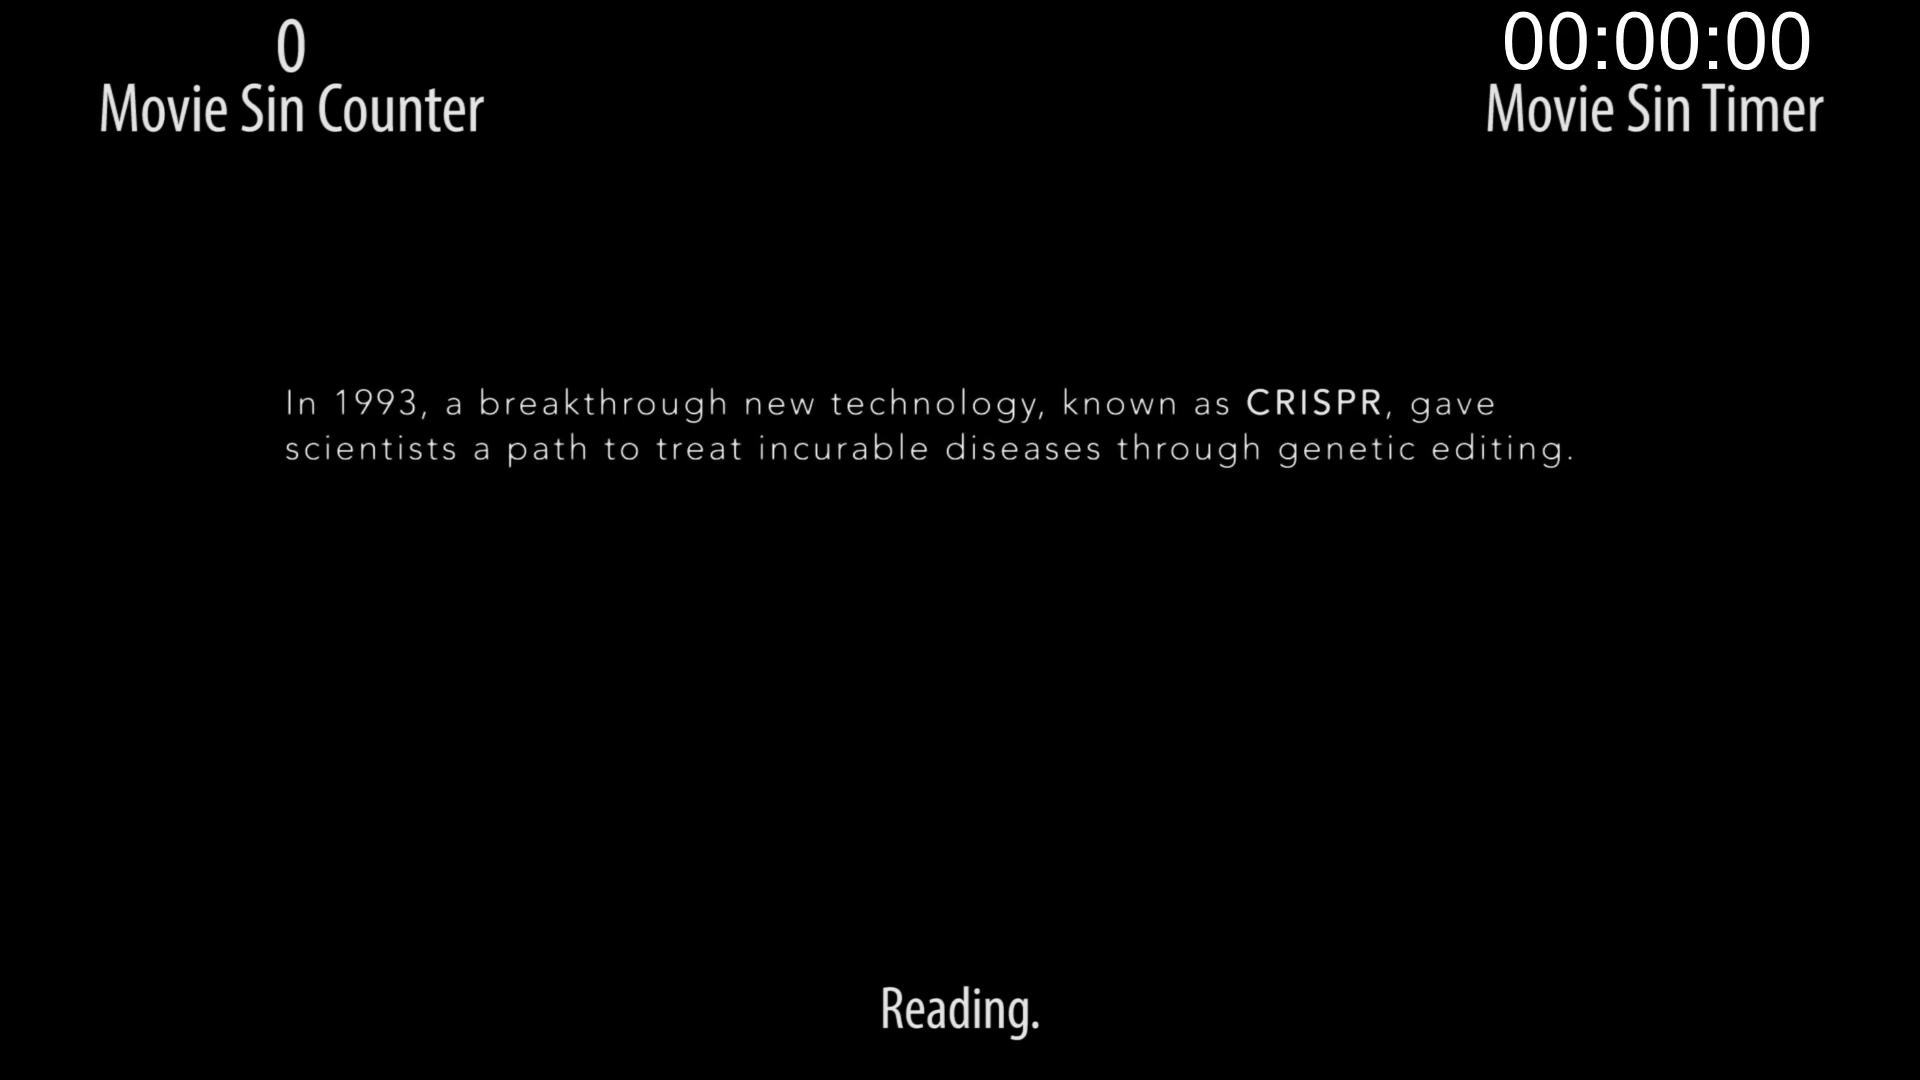 0
Movie Sin Counter
00:00:00
Movie Sin Timer
In 1993, a breakthrough new technology, known as CRISPR, gave
scientists a path to treat incurable diseases through genetic editing.
Reading.